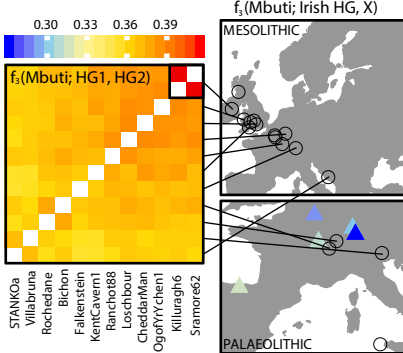 f₃(Mbuti; Irish HG, X)
0.30 0.33 0.36 0.39
f₃(Mbuti; HG1, HG2)
MESOLITHIC
PALAEOLITHIC
STANKOa
Villabruna
Rochedane
Bichon
Falkenstein
KentCavern1
Ranchot88
Loschbour
CheddarMan
OgofYrYchen1
Killuragh6
Sramore62